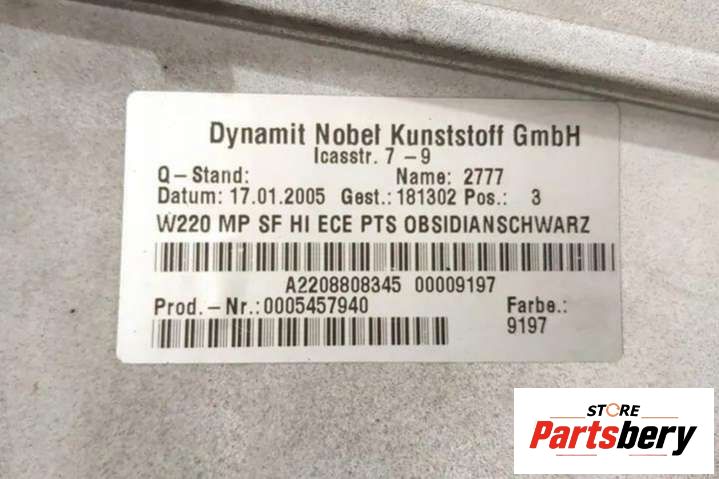 Dynamit Nobel Kunststoff GmbH
Icasstr. 7 –9
Q–Stand: Name: 2777
Datum: 17.01.2005 Gest.: 181302 Pos.: 3
W220 MP SF HI ECE PTS OBSIDIANSCHWARZ
A2208808345 00009197
Prod.–Nr.:0005457940 Farbe.:
9197
STORE
Partsbery